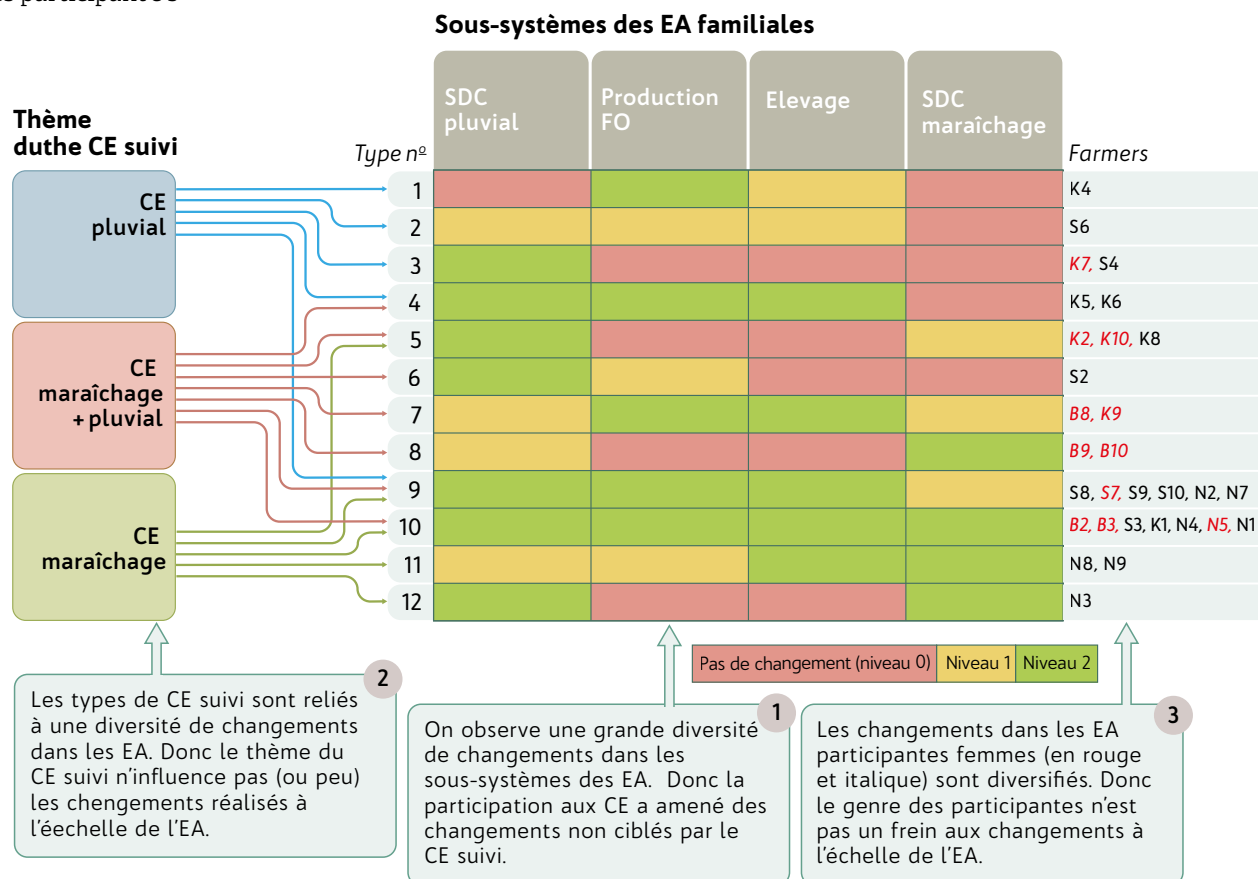 Sous-systèmes des EA familiales
SDC
pluvial
Production
FO
Elevage
SDC
maraîchage
Thème
duthe CE suivi
Type nº
Farmers
CE
pluvial
CE
maraîchage
+ pluvial
CE
maraîchage
1
K4
2
S6
3
K7, S4
4
K5, K6
5
K2, K10, K8
6
S2
7
B8, K9
8
B9, B10
9
S8, S7, S9, S10, N2, N7
10
B2, B3, S3, K1, N4, N5, N1
11
N8, N9
12
N3
Pas de changement (niveau 0) Niveau 1 Niveau 2
2
Les types de CE suivi sont reliés
à une diversité de changements
dans les EA. Donc le thème du
CE suivi n'influence pas (ou peu)
les chengements réalisés à
l'éechelle de l'EA.
1
On observe une grande diversité
de changements dans les
sous-systèmes des EA. Donc la
participation aux CE a amené des
changements non ciblés par le
CE suivi.
3
Les changements dans les EA
participantes femmes (en rouge
et italique) sont diversifiés. Donc
le genre des participantes n'est
pas un frein aux changements à
l'échelle de l'EA.